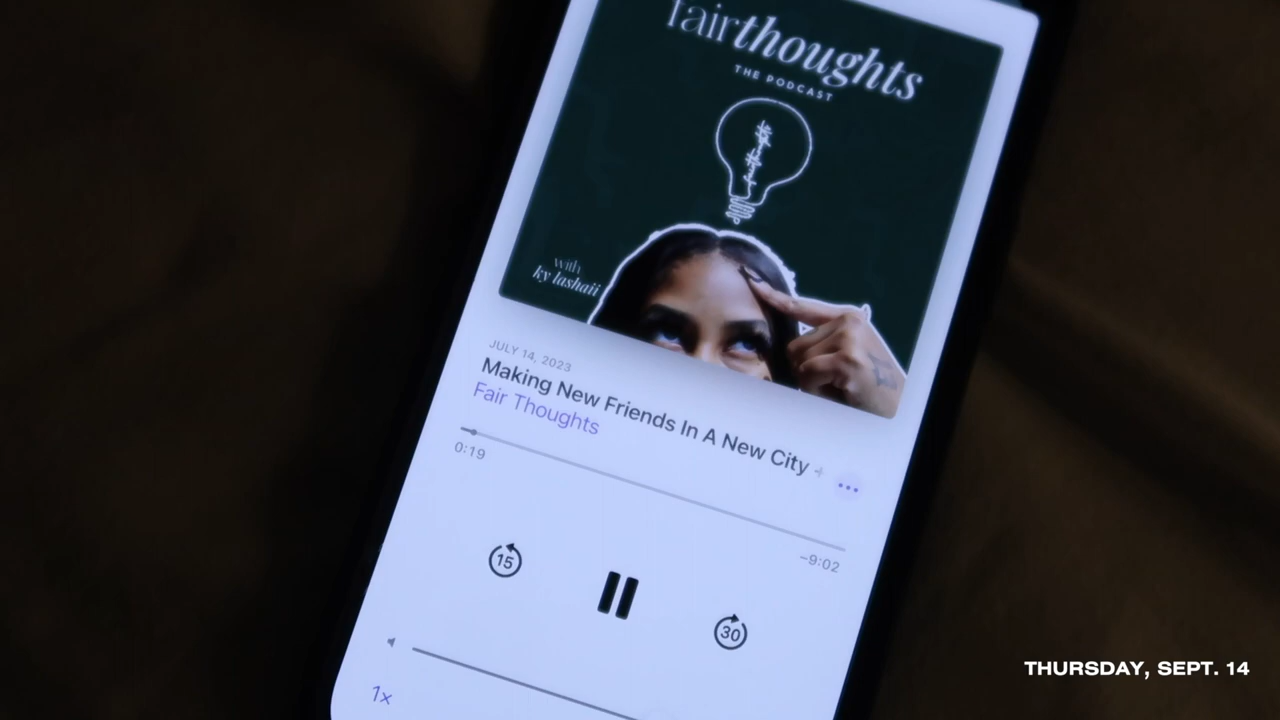 fairthoughts
THE PODCAST
fairthoughts
with
ky lashaii
JULY 14, 2023
Making New Friends In A New City +
Fair Thoughts
0:19
-9:02
15
30
1x
THURSDAY, SEPT. 14